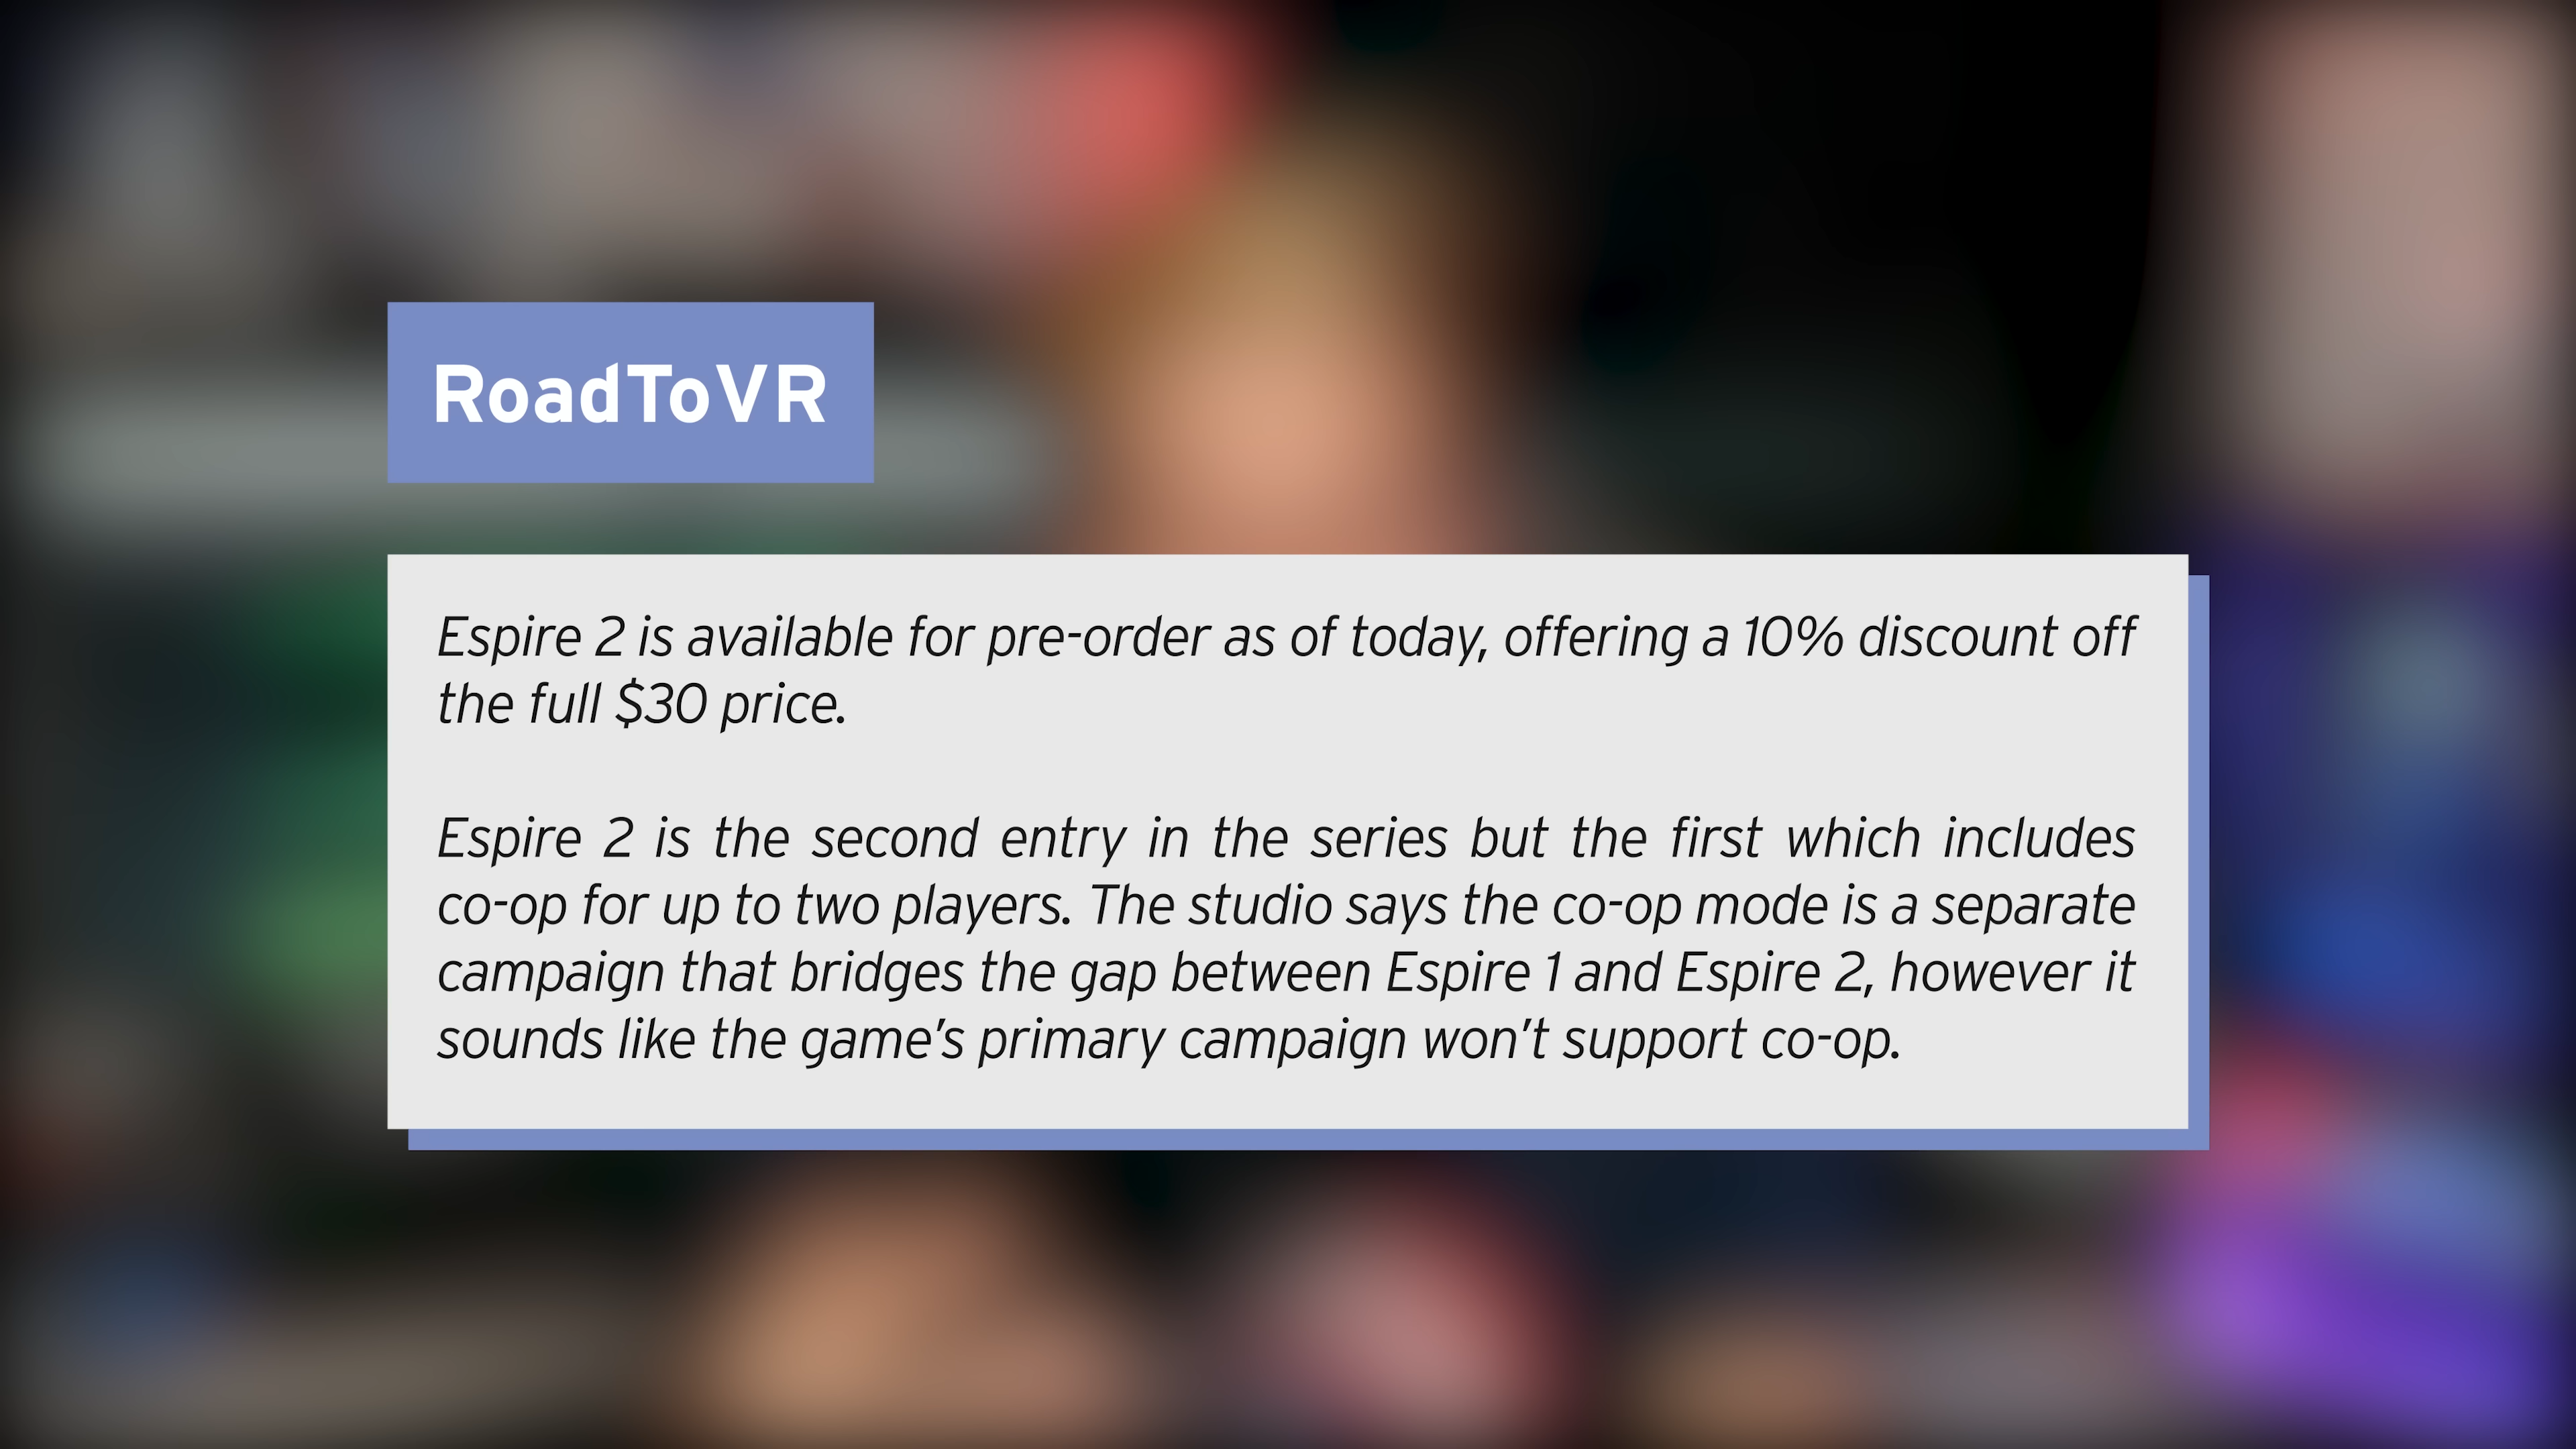 RoadToVR
Espire 2 is available for pre-order as of today, offering a 10% discount off
the full $30 price.
Espire 2 is the second entry in the series but the first which includes
co-op for up to two players. The studio says the co-op mode is a separate
campaign that bridges the gap between Espire 1 and Espire 2, however it
sounds like the game’s primary campaign won’t support co-op.